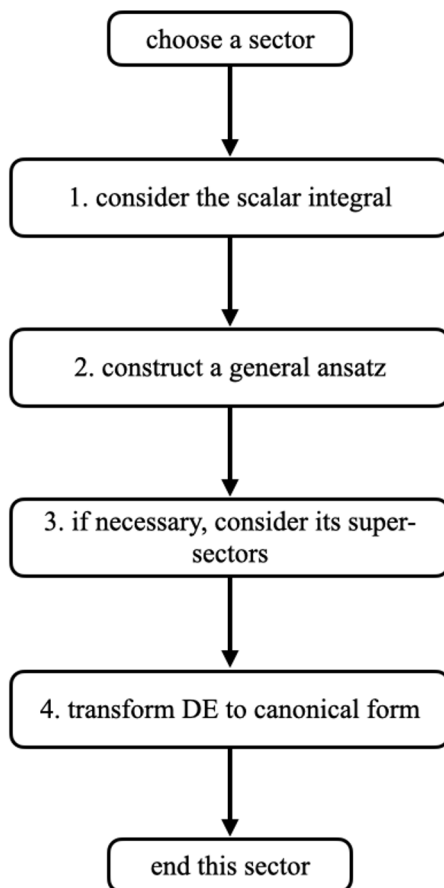 choose a sector
1. consider the scalar integral
2. construct a general ansatz
3. if necessary, consider its super-
sectors
4. transform DE to canonical form
end this sector